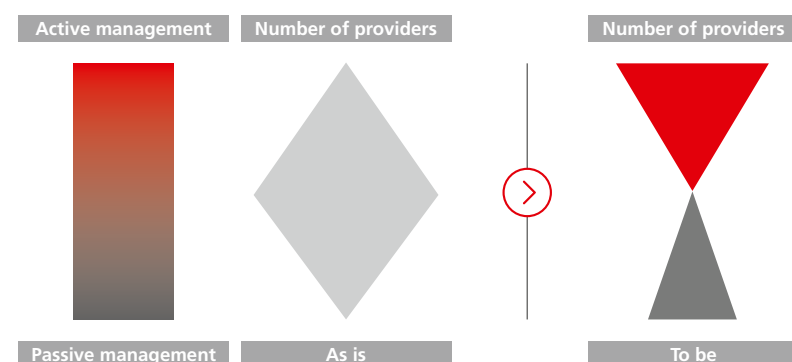 Active management
Number of providers
Number of providers
Passive management
As is
To be